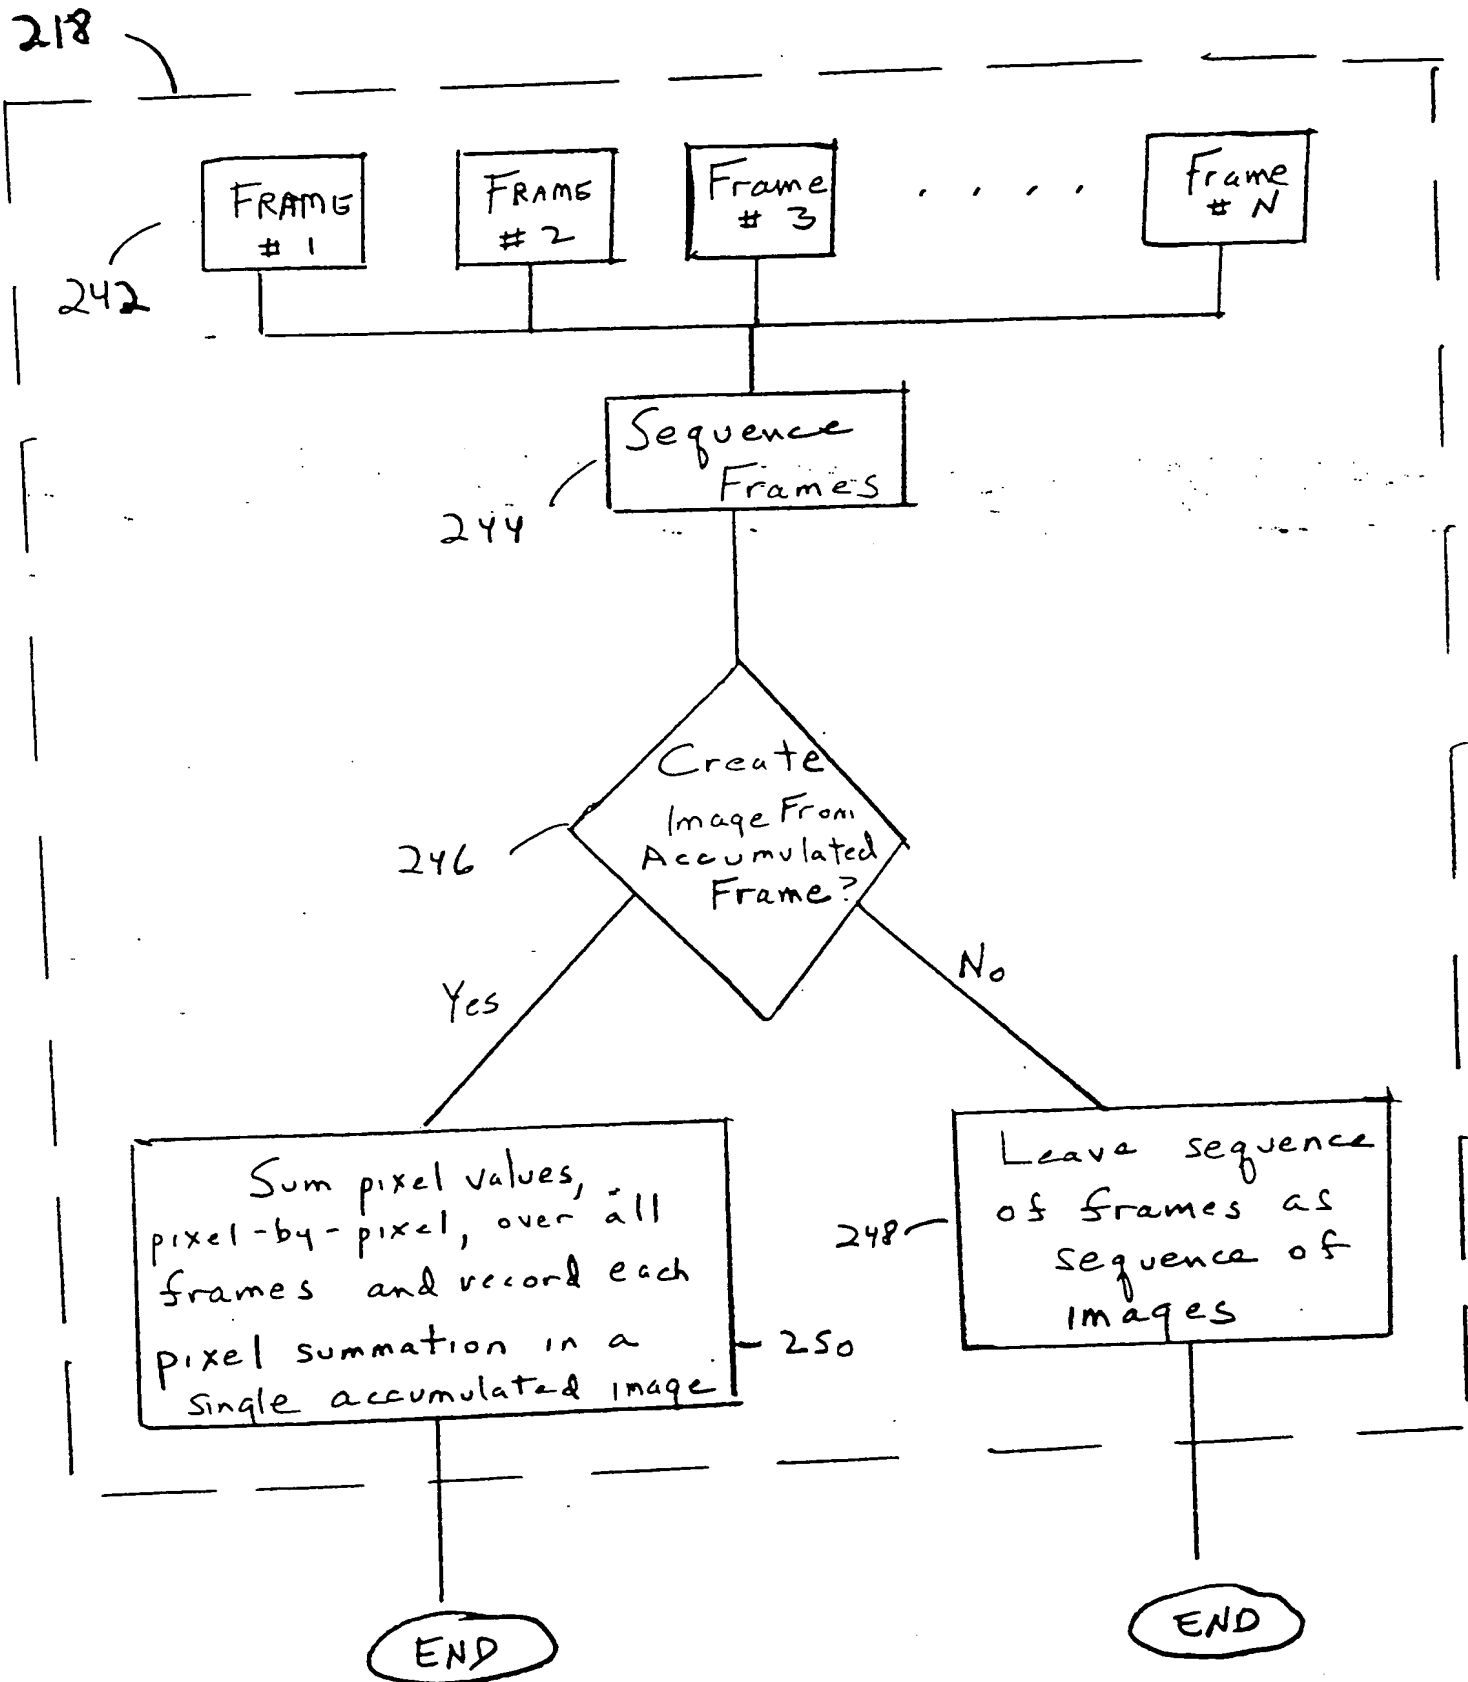 218
FRAME
# 1
FRAME
# 2
Frame
# 3
. . . .
Frame
# N
242
Sequence
Frames
244
Create
Image From
Accumulated
Frame?
246
Yes
No
Sum pixel values,
pixel-by-pixel, over all
frames and record each
pixel summation in a
single accumulated image
250
Leave sequence
of frames as
sequence of
images
248
END
END